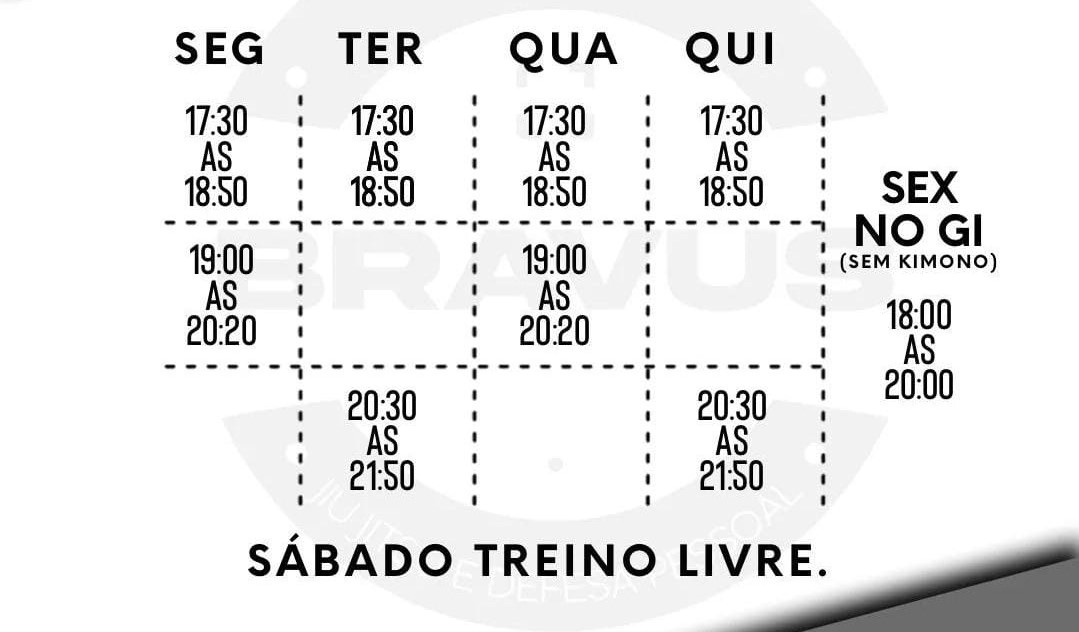 SEG TER QUA QUI
17:30 17:30 17:30 17:30
AS AS AS AS
18:50 18:50 18:50 18:50
SEX
NO GI
(SEM KIMONO)
18:00
AS
20:00
19:00 19:00
AS AS
20:20 20:20
20:30 20:30
AS AS
21:50 21:50
SÁBADO TREINO LIVRE.
BRAVUS
JIU JITSU E DEFESA PESSOAL